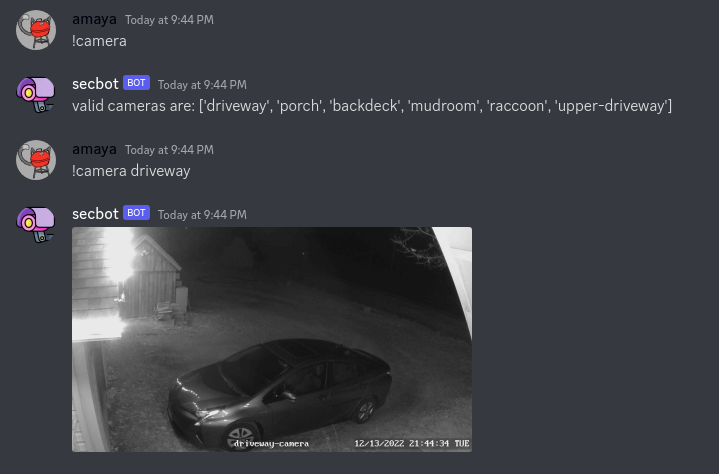 amaya Today at 9:44 PM
!camera
secbot BOT Today at 9:44 PM
valid cameras are: ['driveway', 'porch', 'backdeck', 'mudroom', 'raccoon', 'upper-driveway']
amaya Today at 9:44 PM
!camera driveway
secbot BOT Today at 9:44 PM
driveway-camera 12/13/2022 21:44:34 TUE